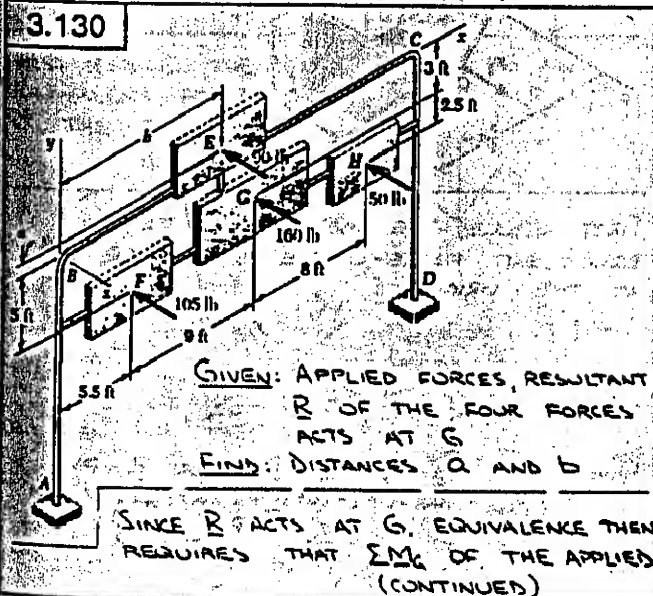 3.130
C
x
3 ft
2.5 ft
y
b
E
90 lb
H
G
50 lb
160 lb
8 ft
B
z
F
D
105 lb
5 ft
9 ft
5.5 ft
A
GIVEN: APPLIED FORCES, RESULTANT
R OF THE FOUR FORCES
ACTS AT G
FIND: DISTANCES a AND b
SINCE R ACTS AT G, EQUIVALENCE THEN
REQUIRES THAT ΣM_G OF THE APPLIED
(CONTINUED)